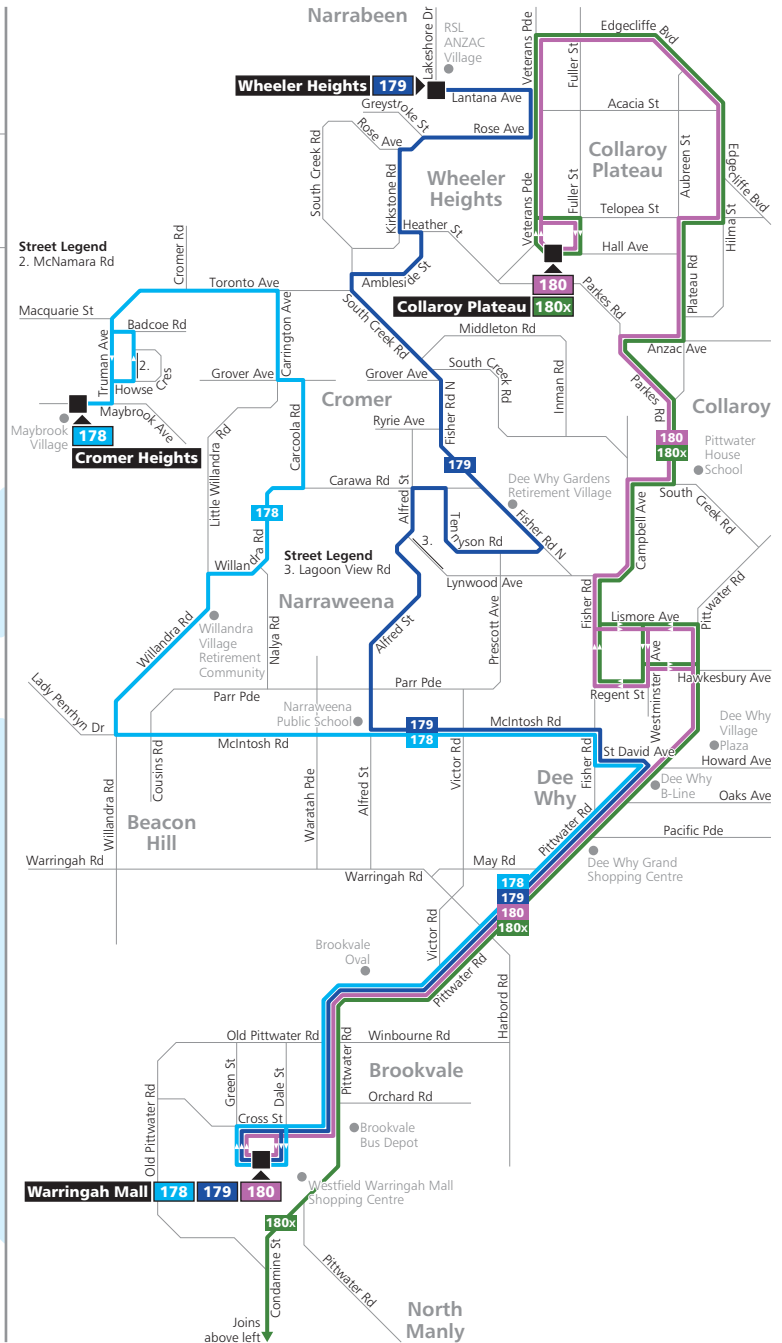 Narrabeen
Lakeshore Dr
RSL
ANZAC
Village
Veterans Pde
Fuller St
Edgecliffe Bvd
Wheeler Heights 179
Lantana Ave
Greystroke St
Rose Ave
Rose Ave
Acacia St
South Creek Rd
Kirkstone Rd
Wheeler
Heights
Collaroy
Plateau
Aubreen St
Edgecliffe Bvd
Veterans Pde
Fuller St
Telopea St
Hilma St
Heather St
Hall Ave
Street Legend
2. McNamara Rd
Cromer Rd
Toronto Ave
Ambleside St
180
Collaroy Plateau 180x
Parkes Rd
Plateau Rd
Macquarie St
Badcoe Rd
Carrington Ave
South Creek Rd
Middleton Rd
Anzac Ave
Truman Ave
2.
Howse Cres
Grover Ave
Grover Ave
South Creek Rd
Inman Rd
Parkes Rd
Maybrook Ave
Maybrook
Village
178
Cromer Heights
Cromer
Collaroy
Little Willandra Rd
Carcoola Rd
Ryrie Ave
Fisher Rd N
180
180x
Pittwater
House
School
179
Carawa Rd
Alfred St
Dee Why Gardens
Retirement Village
South Creek Rd
178
Tennyson Rd
Fisher Rd N
Campbell Ave
Willandra Rd
Street Legend
3. Lagoon View Rd
3.
Lynwood Ave
Narraweena
Fisher Rd
Pittwater Rd
Lismore Ave
Willandra Rd
Willandra
Village
Retirement
Community
Nalya Rd
Alfred St
Prescott Ave
Westminster Ave
Hawkesbury Ave
Lady Penrhyn Dr
Parr Pde
Parr Pde
Regent St
Narraweena
Public School
179
178
McIntosh Rd
McIntosh Rd
Dee Why
Village
Plaza
St David Ave
Howard Ave
Willandra Rd
Cousins Rd
Waratah Pde
Alfred St
Victor Rd
Dee
Why
Fisher Rd
Dee Why
B-Line
Oaks Ave
Beacon
Hill
Pittwater Rd
Pacific Pde
Warringah Rd
Warringah Rd
May Rd
Dee Why Grand
Shopping Centre
178
179
180
180x
Victor Rd
Brookvale
Oval
Pittwater Rd
Harbord Rd
Old Pittwater Rd
Pittwater Rd
Winbourne Rd
Green St
Dale St
Brookvale
Old Pittwater Rd
Orchard Rd
Cross St
Brookvale
Bus Depot
Warringah Mall 178 179 180
Westfield Warringah Mall
Shopping Centre
180x
Condamine St
Pittwater Rd
North
Manly
Joins
above left